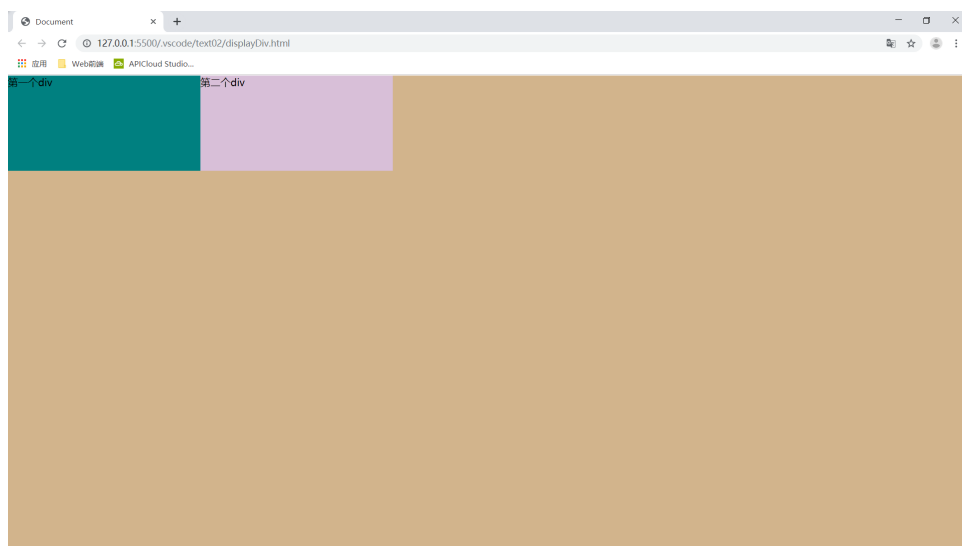 Document
127.0.0.1:5500/.vscode/text02/displayDiv.html
应用 Web前端 APICloud Studio...
第一个div 第二个div